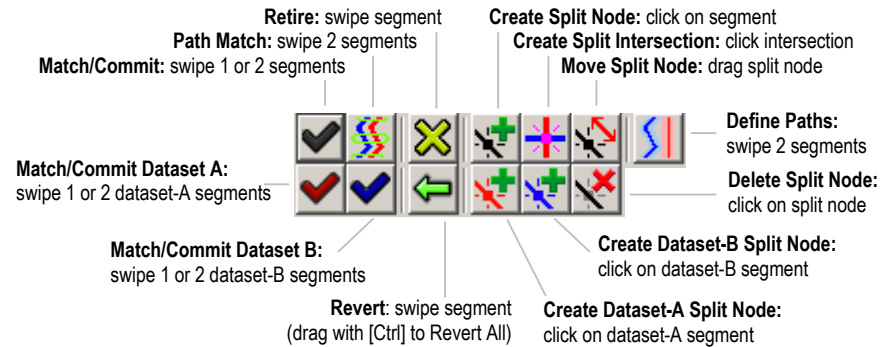 Retire: swipe segment
Path Match: swipe 2 segments
Match/Commit: swipe 1 or 2 segments
Create Split Node: click on segment
Create Split Intersection: click intersection
Move Split Node: drag split node
Define Paths:
swipe 2 segments
Match/Commit Dataset A:
swipe 1 or 2 dataset-A segments
Delete Split Node:
click on split node
Match/Commit Dataset B:
swipe 1 or 2 dataset-B segments
Create Dataset-B Split Node:
click on dataset-B segment
Revert: swipe segment
(drag with [Ctrl] to Revert All)
Create Dataset-A Split Node:
click on dataset-A segment